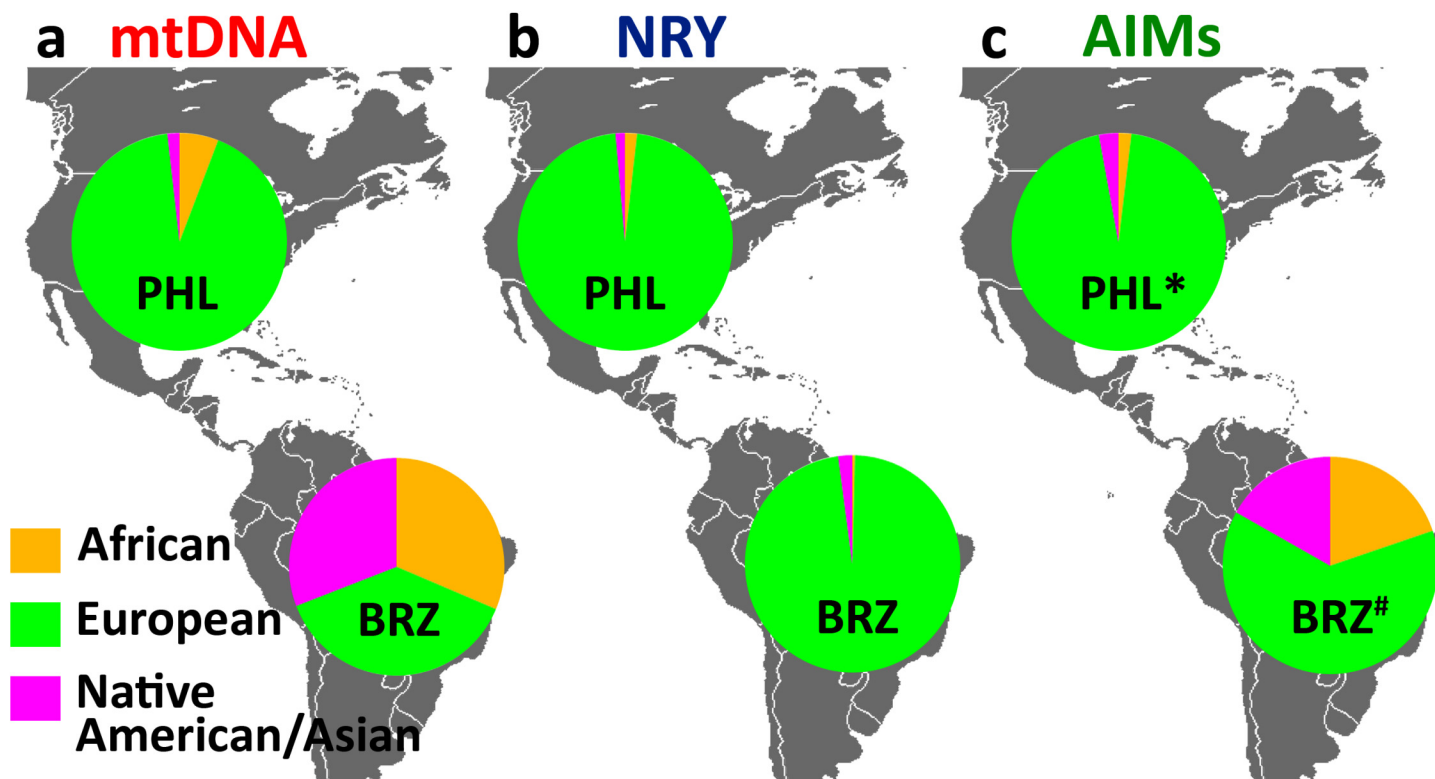 a mtDNA
b NRY
c AIMs
PHL
PHL
PHL*
BRZ
BRZ
BRZ#
African
European
Native
American/Asian